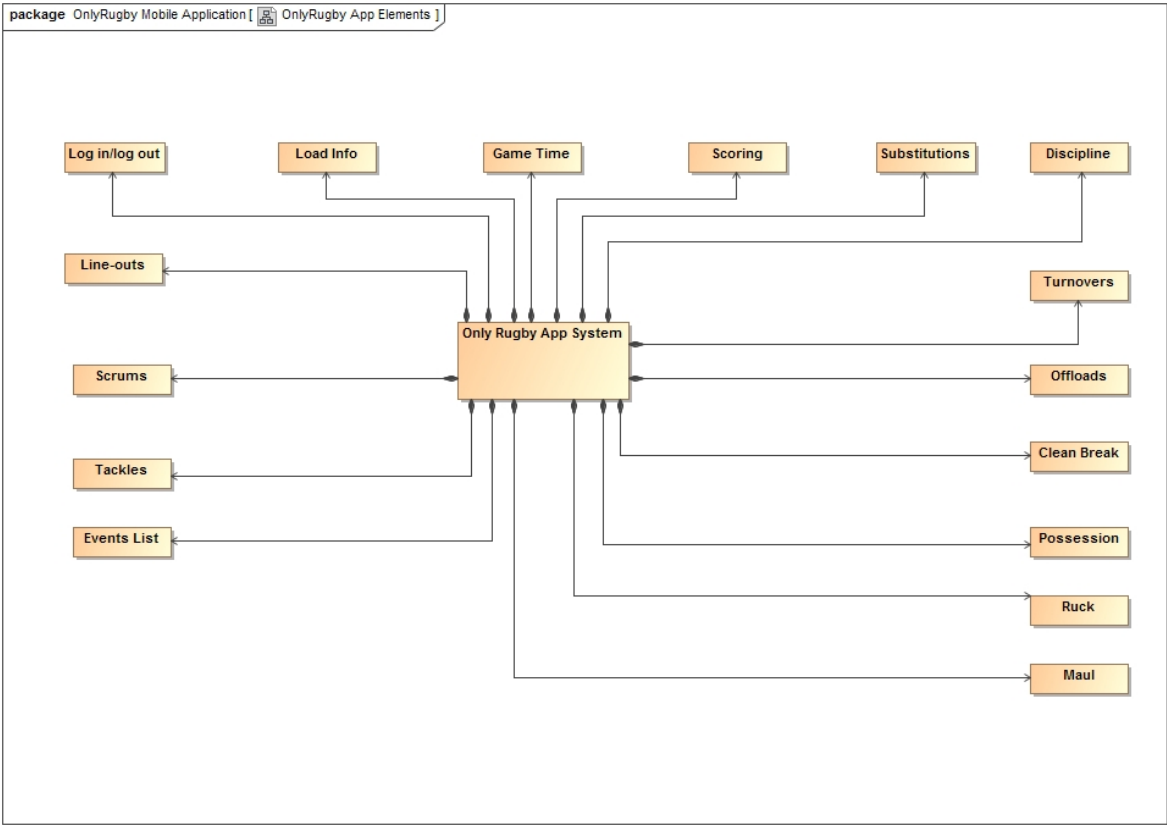 package OnlyRugby Mobile Application [ OnlyRugby App Elements ]
Log in/log out
Load Info
Game Time
Scoring
Substitutions
Discipline
Line-outs
Turnovers
Only Rugby App System
Scrums
Offloads
Clean Break
Tackles
Events List
Possession
Ruck
Maul